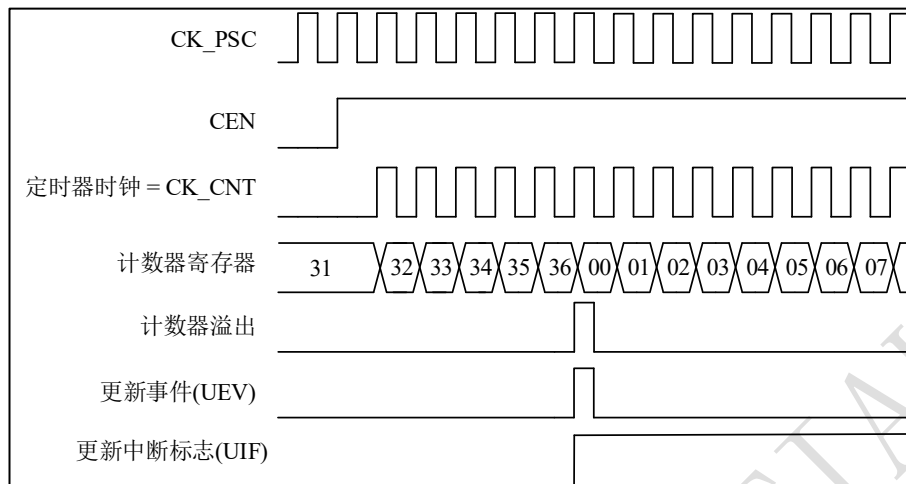 CK_PSC
CEN
定时器时钟 = CK_CNT
计数器寄存器 31 32 33 34 35 36 00 01 02 03 04 05 06 07
计数器溢出
更新事件(UEV)
更新中断标志(UIF)